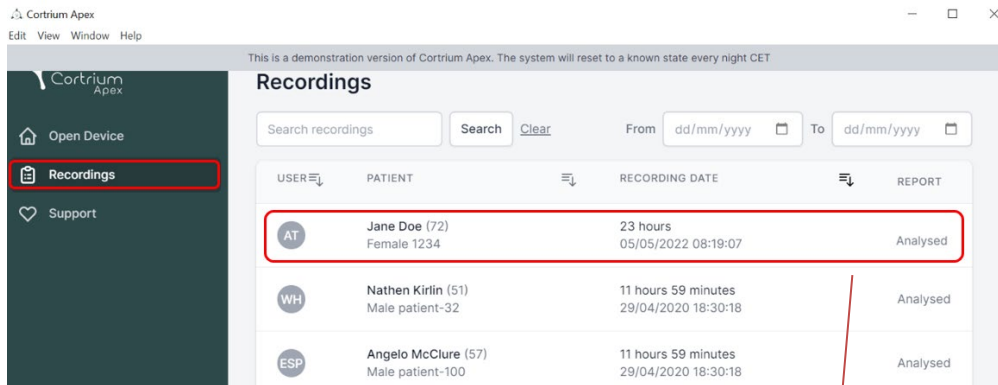 Cortrium Apex
Edit View Window Help
This is a demonstration version of Cortrium Apex. The system will reset to a known state every night CET
Cortrium
Apex
Open Device
Recordings
Support
Recordings
Search recordings Search Clear From dd/mm/yyyy To dd/mm/yyyy
USER PATIENT RECORDING DATE REPORT
AT Jane Doe (72) 23 hours
Female 1234 05/05/2022 08:19:07 Analysed
WH Nathen Kirlin (51) 11 hours 59 minutes
Male patient-32 29/04/2020 18:30:18 Analysed
ESP Angelo McClure (57) 11 hours 59 minutes
Male patient-100 29/04/2020 18:30:18 Analysed